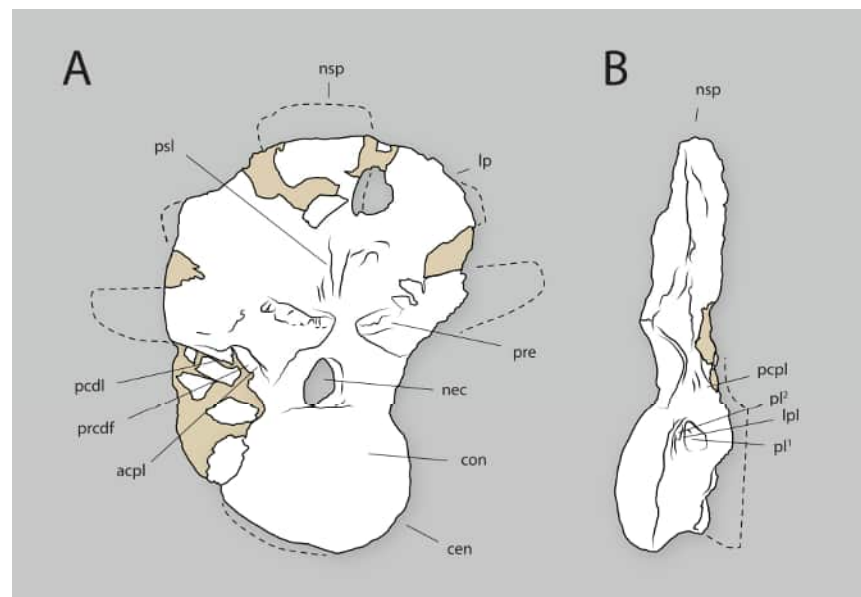 A
B
nsp
nsp
psl
lp
pre
pcdl
nec
prcdf
acpl
con
cen
pcpl
pl²
lpl
pl¹